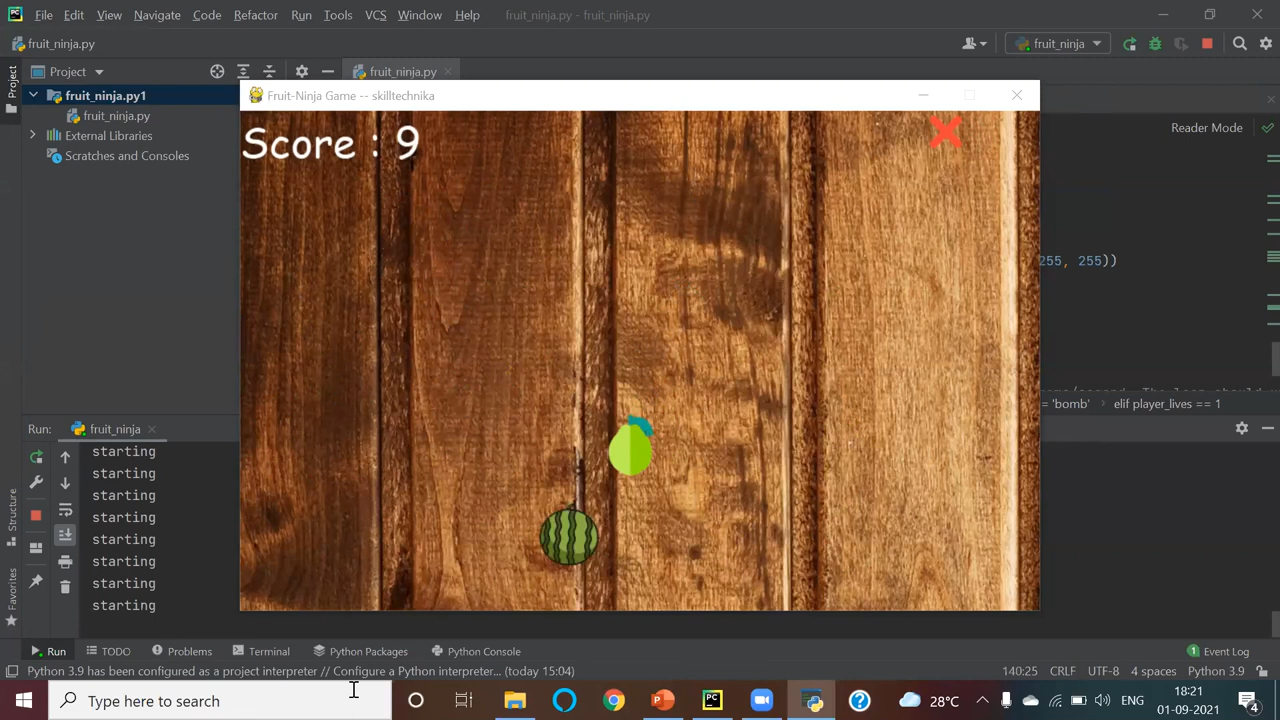 File Edit View Navigate Code Refactor Run Tools VCS Window Help fruit_ninja.py - fruit_ninja.py
fruit_ninja.py
fruit_ninja
Project
Project
fruit_ninja.py
fruit_ninja.py1
fruit_ninja.py
External Libraries
Scratches and Consoles
Fruit-Ninja Game -- skilltechnika
Score : 9
Reader Mode
255, 255))
= 'bomb'
elif player_lives == 1
Run:
fruit_ninja
starting
starting
starting
starting
starting
starting
starting
starting
Structure
Favorites
Run TODO Problems Terminal Python Packages Python Console
1 Event Log
Python 3.9 has been configured as a project interpreter // Configure a Python interpreter... (today 15:04)
140:25 CRLF UTF-8 4 spaces Python 3.9
Type here to search
28°C
ENG
18:21
01-09-2021
4